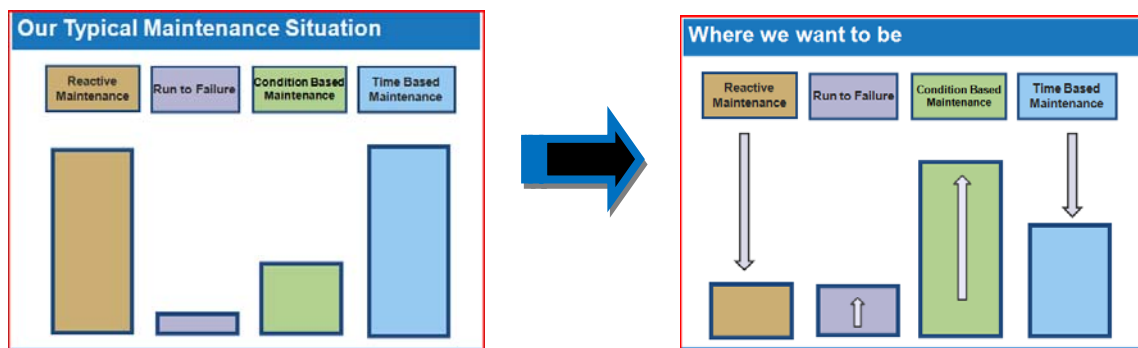 Our Typical Maintenance Situation
Reactive
Maintenance
Run to Failure
Condition Based
Maintenance
Time Based
Maintenance
Where we want to be
Reactive
Maintenance
Run to Failure
Condition Based
Maintenance
Time Based
Maintenance